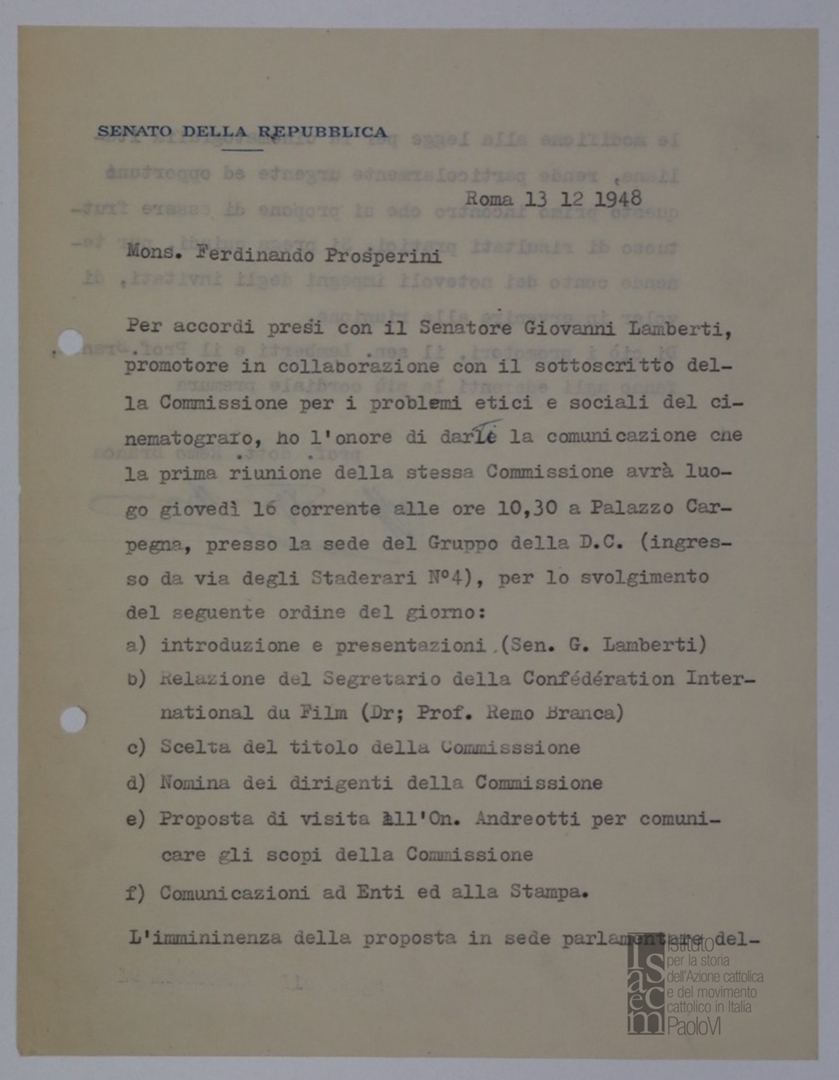 SENATO DELLA REPUBBLICA
Roma 13 12 1948
Mons. Ferdinando Prosperini
Per accordi presi con il Senatore Giovanni Lamberti,
promotore in collaborazione con il sottoscritto del-
la Commissione per i problemi etici e sociali del ci-
nematografo, ho l'onore di darle la comunicazione che
la prima riunione della stessa Commissione avrà luo-
go giovedì 16 corrente alle ore 10,30 a Palazzo Car-
pegna, presso la sede del Gruppo della D.C. (ingres-
so da via degli Staderari Nº4), per lo svolgimento
del seguente ordine del giorno:
a) introduzione e presentazioni (Sen. G. Lamberti)
b) Relazione del Segretario della Confédération Inter-
national du Film (Dr; Prof. Remo Branca)
c) Scelta del titolo della Commisssione
d) Nomina dei dirigenti della Commissione
e) Proposta di visita all'On. Andreotti per comuni-
care gli scopi della Commissione
f) Comunicazioni ad Enti ed alla Stampa.
L'immininenza della proposta in sede parlamentare del-
Isacem
Istituto
per la storia
dell'Azione cattolica
e del movimento
cattolico in Italia
PaoloVI